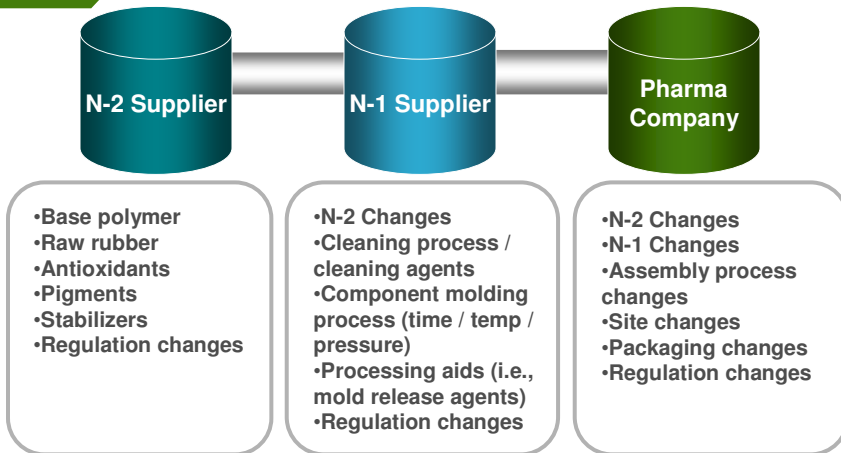 N-2 Supplier
N-1 Supplier
Pharma
Company
•Base polymer
•Raw rubber
•Antioxidants
•Pigments
•Stabilizers
•Regulation changes
•N-2 Changes
•Cleaning process /
cleaning agents
•Component molding
process (time / temp /
pressure)
•Processing aids (i.e.,
mold release agents)
•Regulation changes
•N-2 Changes
•N-1 Changes
•Assembly process
changes
•Site changes
•Packaging changes
•Regulation changes